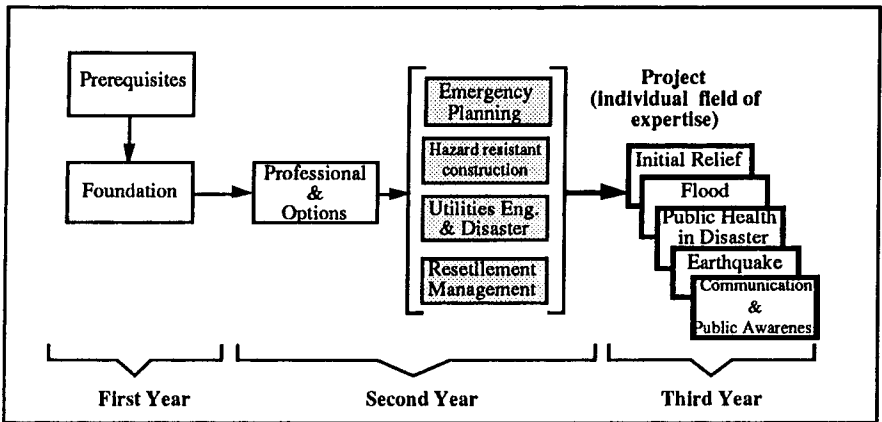 Prerequisites
Foundation
Professional
&
Options
Emergency
Planning
Hazard resistant
construction
Utilities Eng.
& Disaster
Resetllement
Management
Project
(individual field of
expertise)
Initial Relief
Flood
Public Health
in Disaster
Earthquake
Communication
&
Public Awarenes
First Year
Second Year
Third Year